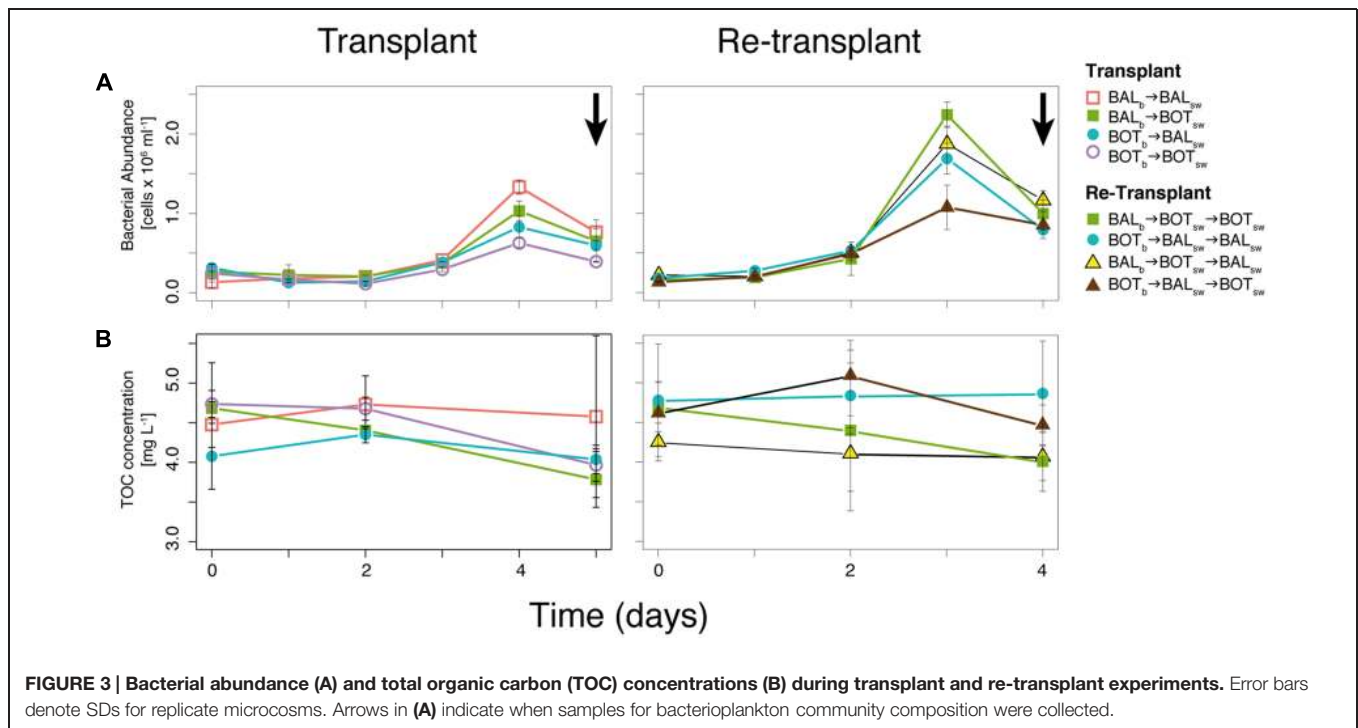 Transplant
Re-transplant
A
Bacterial Abundance
[cells x 10⁶ ml⁻¹]
2.0
1.0
0.0
Transplant
BAL_b→BAL_sw
BAL_b→BOT_sw
BOT_b→BAL_sw
BOT_b→BOT_sw
Re-Transplant
BAL_b→BOT_sw→BOT_sw
BOT_b→BAL_sw→BAL_sw
BAL_b→BOT_sw→BAL_sw
BOT_b→BAL_sw→BOT_sw
B
TOC concentration
[mg L⁻¹]
5.0
4.0
3.0
0 2 4
0 2 4
Time (days)
FIGURE 3 | Bacterial abundance (A) and total organic carbon (TOC) concentrations (B) during transplant and re-transplant experiments. Error bars
denote SDs for replicate microcosms. Arrows in (A) indicate when samples for bacterioplankton community composition were collected.